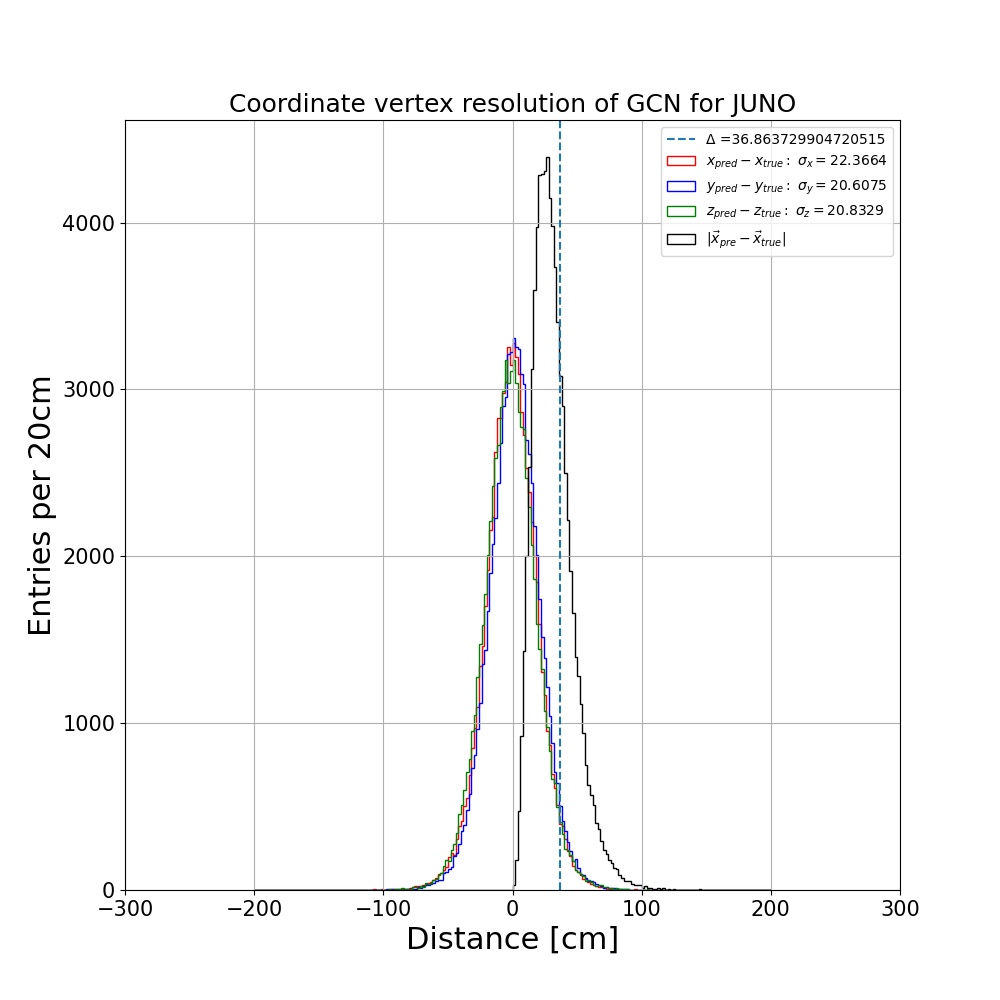 Coordinate vertex resolution of GCN for JUNO
Δ =36.863729904720515
x_pred − x_true : σ_x = 22.3664
y_pred − y_true : σ_y = 20.6075
z_pred − z_true : σ_z = 20.8329
|x⃗_pre − x⃗_true|
Entries per 20cm
4000
3000
2000
1000
0
−300 −200 −100 0 100 200 300
Distance [cm]